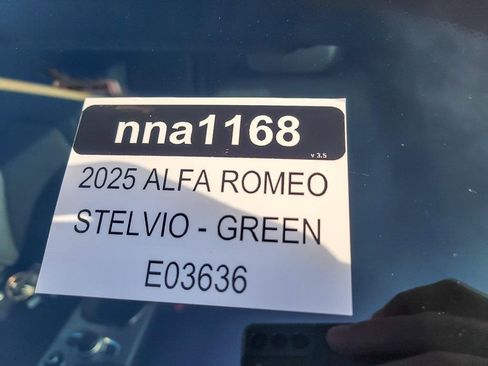 nna1168
v 3.5
2025 ALFA ROMEO
STELVIO - GREEN
E03636